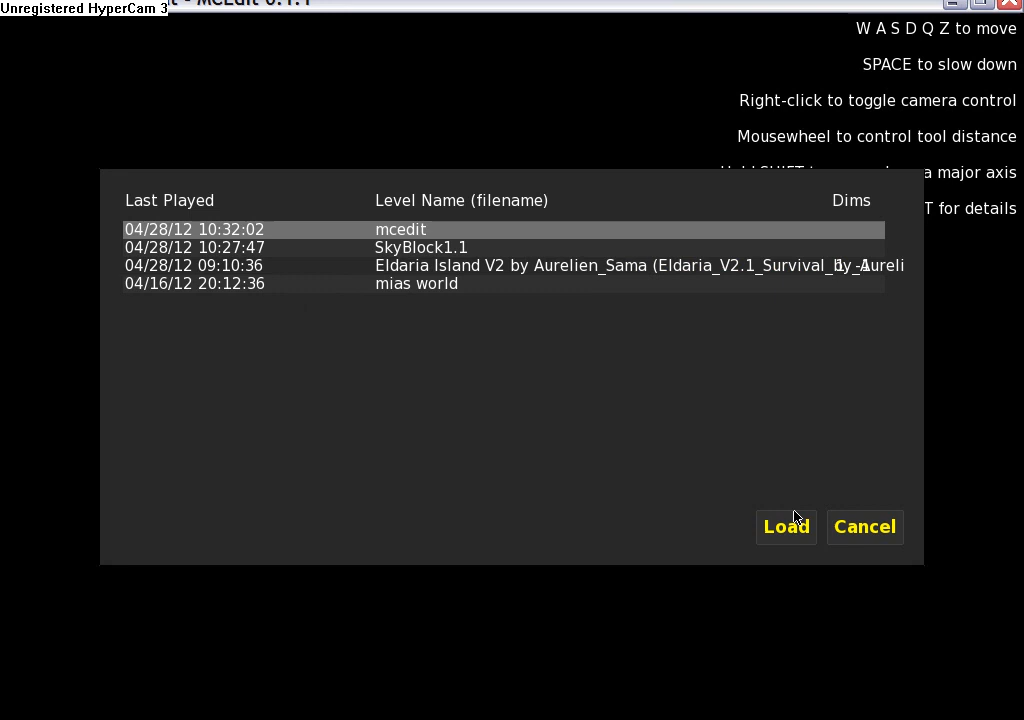 Unregistered HyperCam 3
W A S D Q Z to move
SPACE to slow down
Right-click to toggle camera control
Mousewheel to control tool distance
a major axis
for details
Last Played Level Name (filename) Dims
04/28/12 10:32:02 mcedit
04/28/12 10:27:47 SkyBlock1.1
04/28/12 09:10:36 Eldaria Island V2 by Aurelien_Sama (Eldaria_V2.1_Survival_by_Aureli 1, -1
04/16/12 20:12:36 mias world
Load Cancel